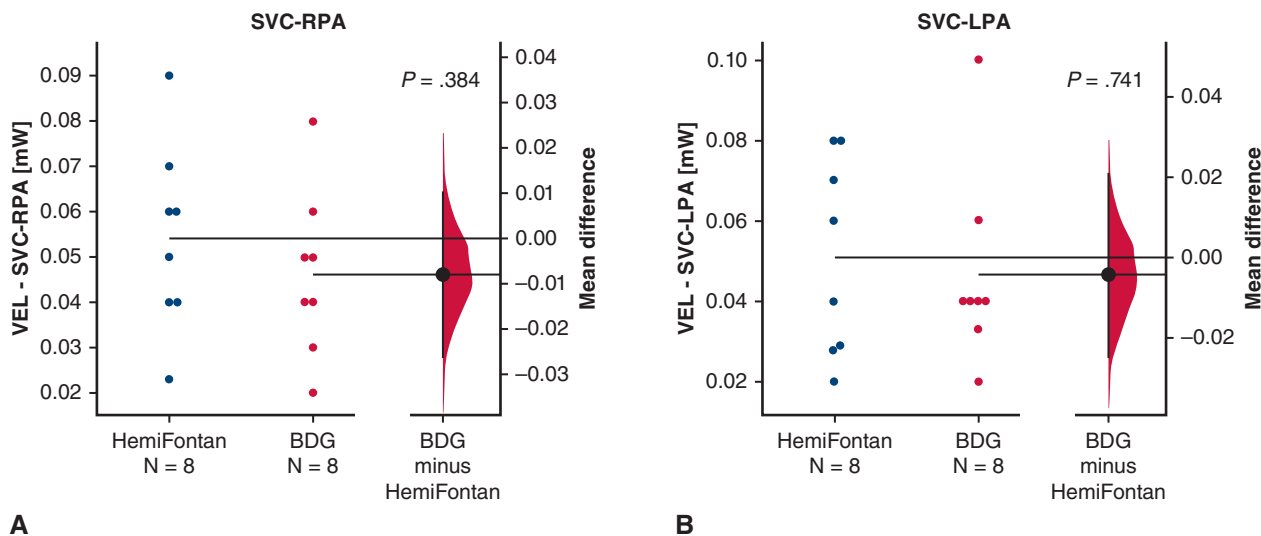 SVC-RPA
VEL - SVC-RPA [mW]
0.09
0.08
0.07
0.06
0.05
0.04
0.03
0.02
P = .384
0.04
0.03
0.02
0.01
0.00
–0.01
–0.02
–0.03
Mean difference
HemiFontan
N = 8
BDG
N = 8
BDG
minus
HemiFontan
A
SVC-LPA
VEL - SVC-LPA [mW]
0.10
0.08
0.06
0.04
0.02
P = .741
0.04
0.02
0.00
–0.02
Mean difference
HemiFontan
N = 8
BDG
N = 8
BDG
minus
HemiFontan
B